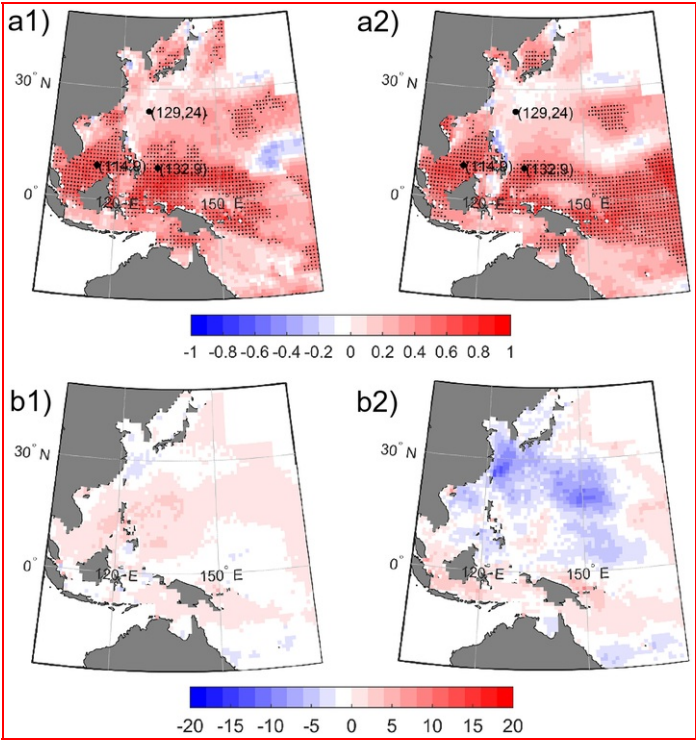 a1)
a2)
30° N
(129,24)
(114,9)
(132,9)
0°
120° E
150° E
30° N
(129,24)
(114,9)
(132,9)
0°
120° E
150° E
-1 -0.8 -0.6 -0.4 -0.2 0 0.2 0.4 0.6 0.8 1
b1)
b2)
30° N
0°
120° E
150° E
30° N
0°
120° E
150° E
-20 -15 -10 -5 0 5 10 15 20